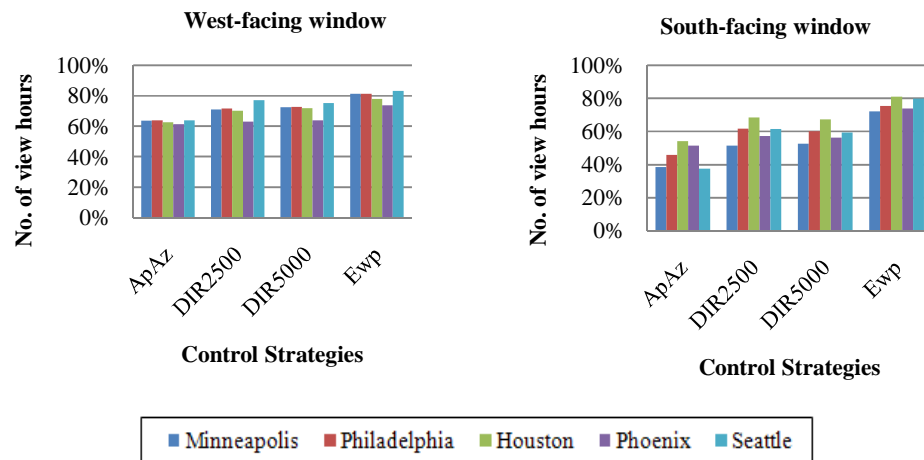 West-facing window
No. of view hours
100%
80%
60%
40%
20%
0%
ApAz
DIR2500
DIR5000
Ewp
Control Strategies
South-facing window
No. of view hours
100%
80%
60%
40%
20%
0%
ApAz
DIR2500
DIR5000
Ewp
Control Strategies
Minneapolis Philadelphia Houston Phoenix Seattle